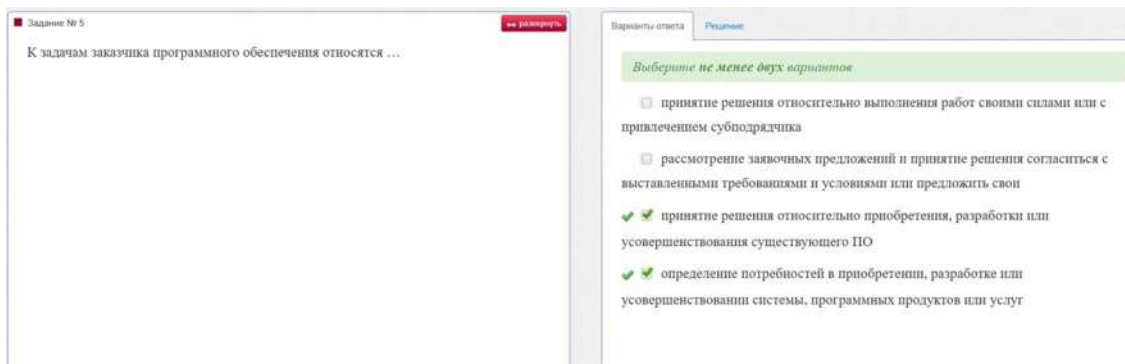 Задание № 5
развернуть
К задачам заказчика программного обеспечения относятся …
Варианты ответа
Решение
Выберите не менее двух вариантов
принятие решения относительно выполнения работ своими силами или с
привлечением субподрядчика
рассмотрение заявочных предложений и принятие решения согласиться с
выставленными требованиями и условиями или предложить свои
принятие решения относительно приобретения, разработки или
усовершенствования существующего ПО
определение потребностей в приобретении, разработке или
усовершенствовании системы, программных продуктов или услуг